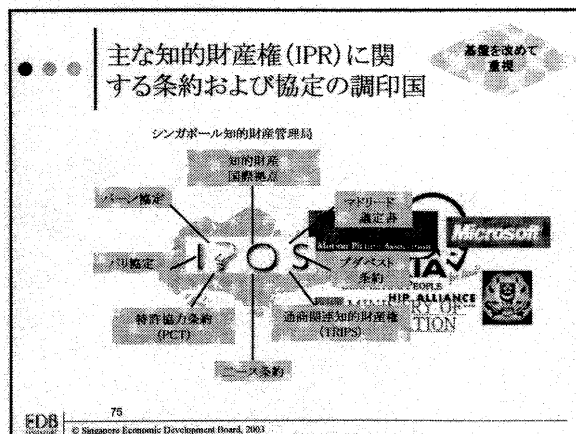 主な知的財産権(IPR)に関
する条約および協定の調印国
基盤を改めて
重視
シンガポール知的財産管理局
知的財産
国際拠点
ベーン協定
マドリード
議定書
Motion Picture Association
Microsoft
IPOS
パリ協定
ブダペスト
条約
PEOPLE
HIP ALLIANCE
特許協力条約
(PCT)
通商関連知的財産権
(TRIPS)
ニース条約
75
EDB
© Singapore Economic Development Board, 2003